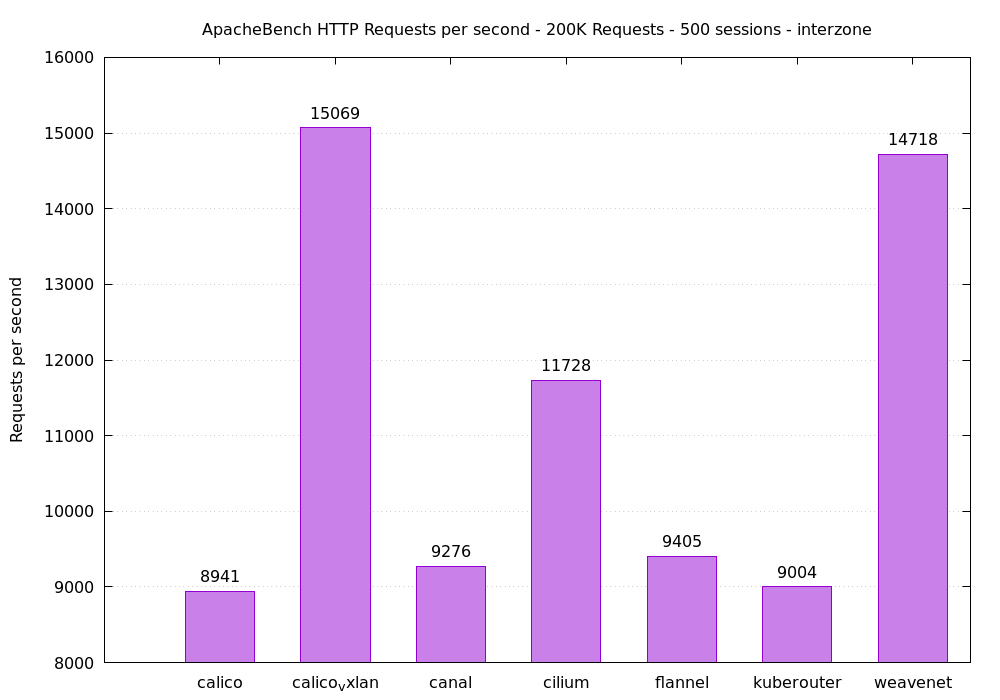 ApacheBench HTTP Requests per second - 200K Requests - 500 sessions - interzone
16000
15000
14000
13000
12000
11000
10000
9000
8000
Requests per second
8941
15069
9276
11728
9405
9004
14718
calico
calicovxlan
canal
cilium
flannel
kuberouter
weavenet